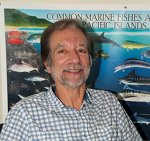 COMMON MARINE FISHES A
PACIFIC ISLANDS